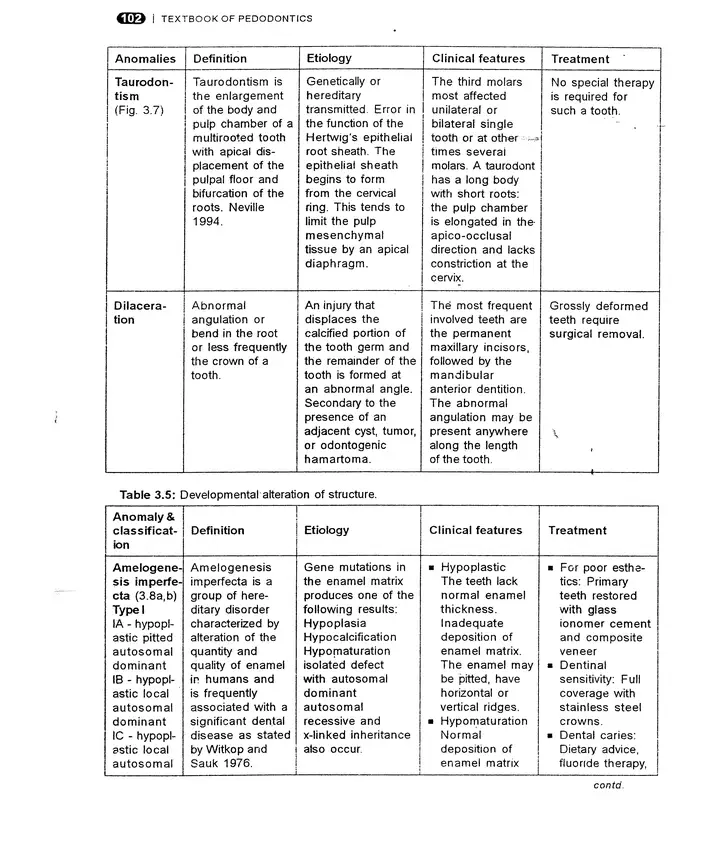 102 | TEXTBOOK OF PEDODONTICS
Anomalies
Definition
Etiology
Clinical features
Treatment
Taurodon-
tism
(Fig. 3.7)
Taurodontism is
the enlargement
of the body and
pulp chamber of a
multirooted tooth
with apical dis-
placement of the
pulpal floor and
bifurcation of the
roots. Neville
1994.
Genetically or
hereditary
transmitted. Error in
the function of the
Hertwig's epithelial
root sheath. The
epithelial sheath
begins to form
from the cervical
ring. This tends to
limit the pulp
mesenchymal
tissue by an apical
diaphragm.
The third molars
most affected
unilateral or
bilateral single
tooth or at other
times several
molars. A taurodont
has a long body
with short roots:
the pulp chamber
is elongated in the
apico-occlusal
direction and lacks
constriction at the
cervix.
No special therapy
is required for
such a tooth.
Dilacera-
tion
Abnormal
angulation or
bend in the root
or less frequently
the crown of a
tooth.
An injury that
displaces the
calcified portion of
the tooth germ and
the remainder of the
tooth is formed at
an abnormal angle.
Secondary to the
presence of an
adjacent cyst, tumor,
or odontogenic
hamartoma.
The most frequent
involved teeth are
the permanent
maxillary incisors,
followed by the
mandibular
anterior dentition.
The abnormal
angulation may be
present anywhere
along the length
of the tooth.
Grossly deformed
teeth require
surgical removal.
Table 3.5: Developmental alteration of structure.
Anomaly &
classificat-
ion
Definition
Etiology
Clinical features
Treatment
Amelogene-
sis imperfe-
cta (3.8a,b)
Type I
IA - hypopl-
astic pitted
autosomal
dominant
IB - hypopl-
astic local
autosomal
dominant
IC - hypopl-
astic local
autosomal
Amelogenesis
imperfecta is a
group of here-
ditary disorder
characterized by
alteration of the
quantity and
quality of enamel
in humans and
is frequently
associated with a
significant dental
disease as stated
by Witkop and
Sauk 1976.
Gene mutations in
the enamel matrix
produces one of the
following results:
Hypoplasia
Hypocalcification
Hypomaturation
isolated defect
with autosomal
dominant
autosomal
recessive and
x-linked inheritance
also occur.
■ Hypoplastic
The teeth lack
normal enamel
thickness.
Inadequate
deposition of
enamel matrix.
The enamel may
be pitted, have
horizontal or
vertical ridges.
■ Hypomaturation
Normal
deposition of
enamel matrix
■ For poor esthe-
tics: Primary
teeth restored
with glass
ionomer cement
and composite
veneer
■ Dentinal
sensitivity: Full
coverage with
stainless steel
crowns.
■ Dental caries:
Dietary advice,
fluoride therapy,
contd.